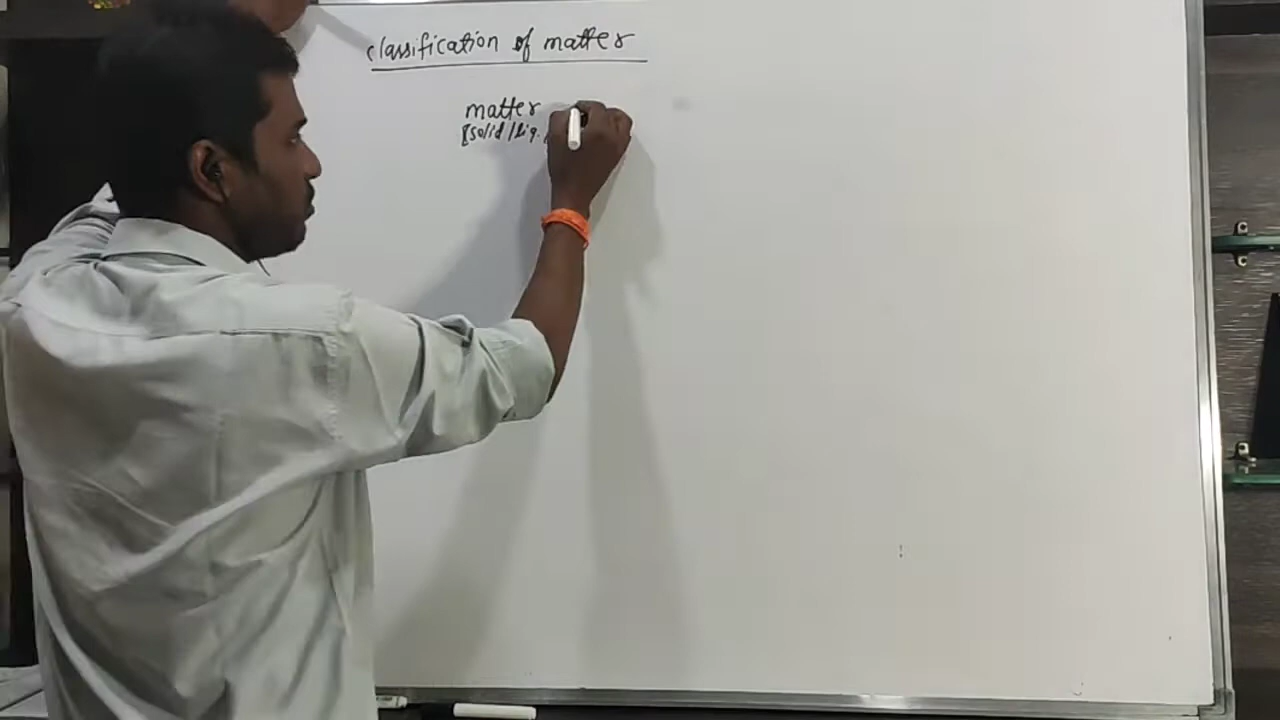 classification of matter
matter
[solid/liq.